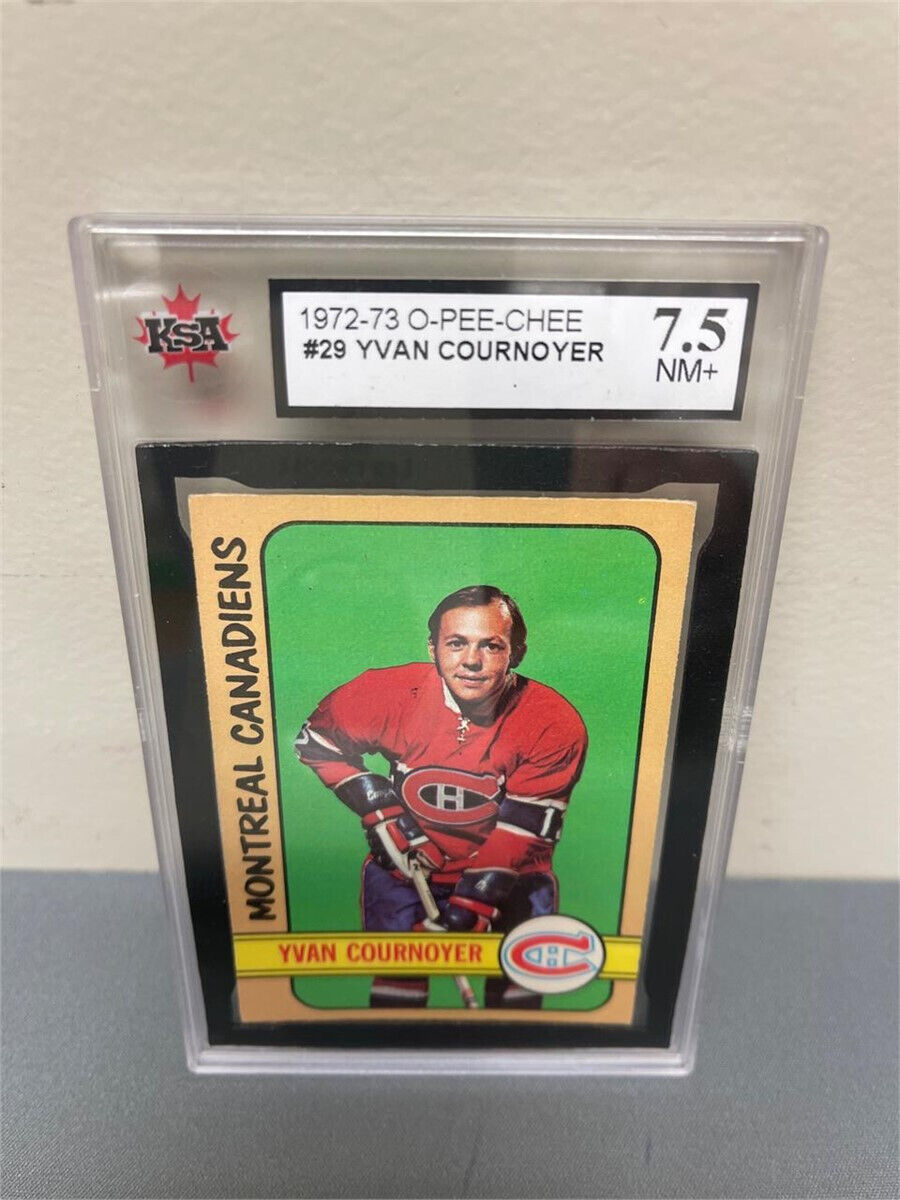 KSA
1972-73 O-PEE-CHEE
#29 YVAN COURNOYER
7.5
NM+
MONTREAL CANADIENS
YVAN COURNOYER